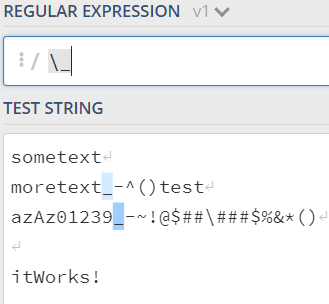 REGULAR EXPRESSION v1
/ \_
TEST STRING
sometext
moretext_-^()test
azAz01239_-~!@$##\###$%&*()
itWorks!